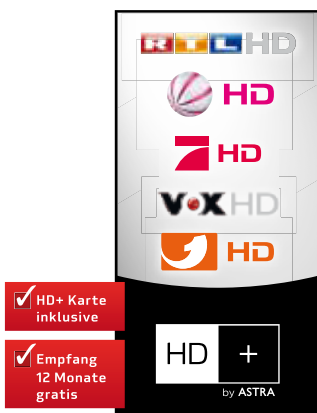 RTL HD
HD
HD
VOX HD
HD
HD+ Karte
inklusive
Empfang
12 Monate
gratis
HD +
by ASTRA